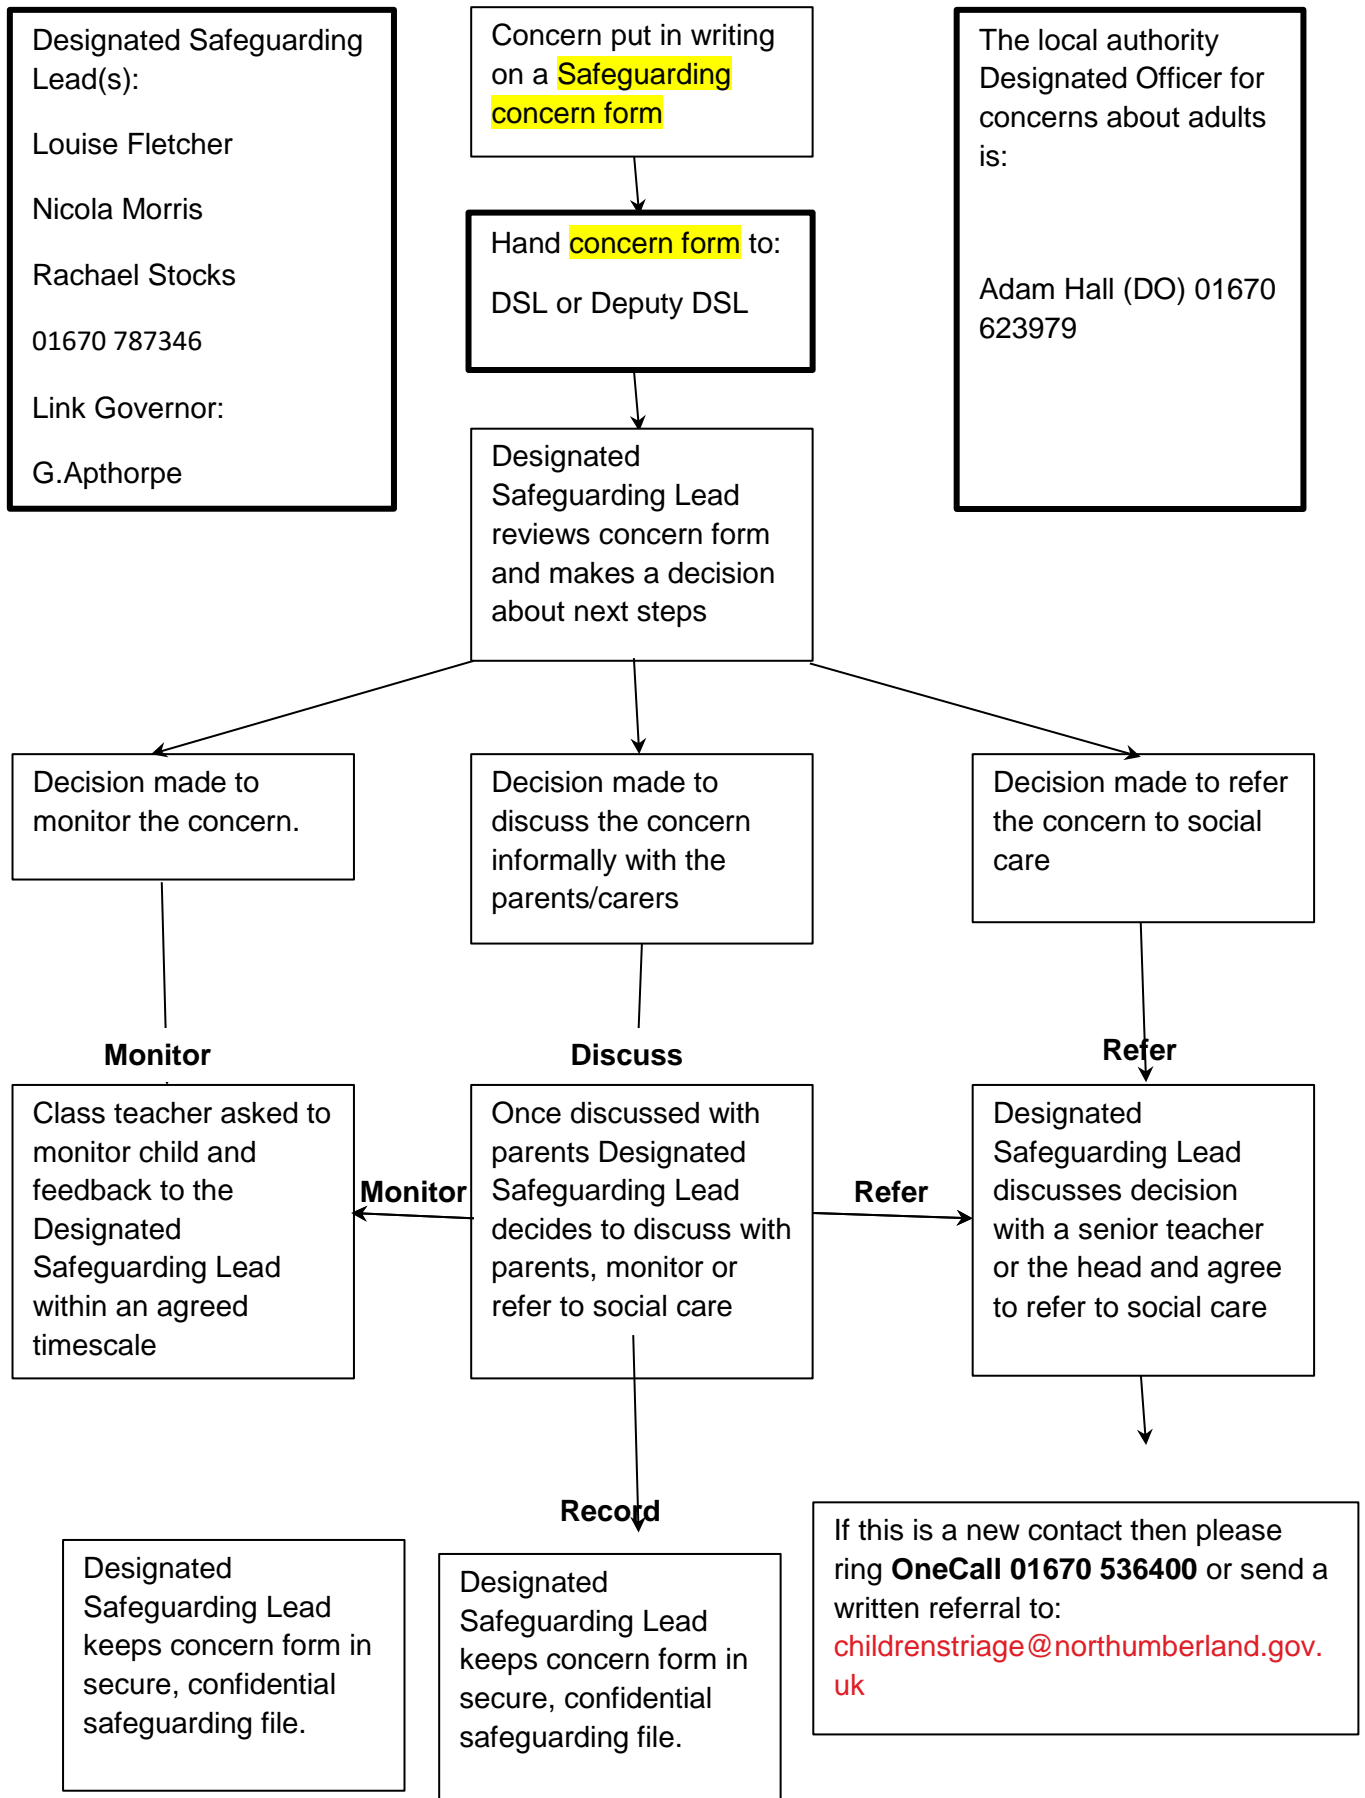 Designated Safeguarding
Lead(s):
Louise Fletcher
Nicola Morris
Rachael Stocks
01670 787346
Link Governor:
G.Apthorpe
Concern put in writing
on a Safeguarding
concern form
The local authority
Designated Officer for
concerns about adults
is:
Adam Hall (DO) 01670
623979
Hand concern form to:
DSL or Deputy DSL
Designated
Safeguarding Lead
reviews concern form
and makes a decision
about next steps
Decision made to
monitor the concern.
Decision made to
discuss the concern
informally with the
parents/carers
Decision made to refer
the concern to social
care
Monitor
Discuss
Refer
Class teacher asked to
monitor child and
feedback to the
Designated
Safeguarding Lead
within an agreed
timescale
Monitor
Once discussed with
parents Designated
Safeguarding Lead
decides to discuss with
parents, monitor or
refer to social care
Refer
Designated
Safeguarding Lead
discusses decision
with a senior teacher
or the head and agree
to refer to social care
Record
Designated
Safeguarding Lead
keeps concern form in
secure, confidential
safeguarding file.
Designated
Safeguarding Lead
keeps concern form in
secure, confidential
safeguarding file.
If this is a new contact then please
ring OneCall 01670 536400 or send a
written referral to:
childrenstriage@northumberland.gov.
uk